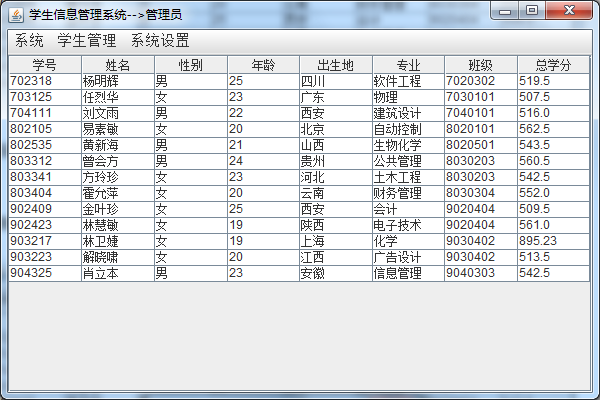 学生信息管理系统-->管理员
系统 学生管理 系统设置
学号 姓名 性别 年龄 出生地 专业 班级 总学分
702318 杨明辉 男 25 四川 软件工程 7020302 519.5
703125 任烈华 女 23 广东 物理 7030101 507.5
704111 刘文雨 男 22 西安 建筑设计 7040101 516.0
802105 易素敏 女 20 北京 自动控制 8020101 562.5
802535 黄新海 男 21 山西 生物化学 8020501 543.5
803312 曾会方 男 24 贵州 公共管理 8030203 560.5
803341 方玲珍 女 23 河北 土木工程 8030203 542.5
803404 霍允萍 女 20 云南 财务管理 8030304 552.0
902409 金叶珍 女 25 西安 会计 9020404 509.5
902423 林慧敏 女 19 陕西 电子技术 9020404 561.0
903217 林卫婕 女 19 上海 化学 9030402 895.23
903223 解晓啸 女 20 江西 广告设计 9030402 513.5
904325 肖立本 男 23 安徽 信息管理 9040303 542.5